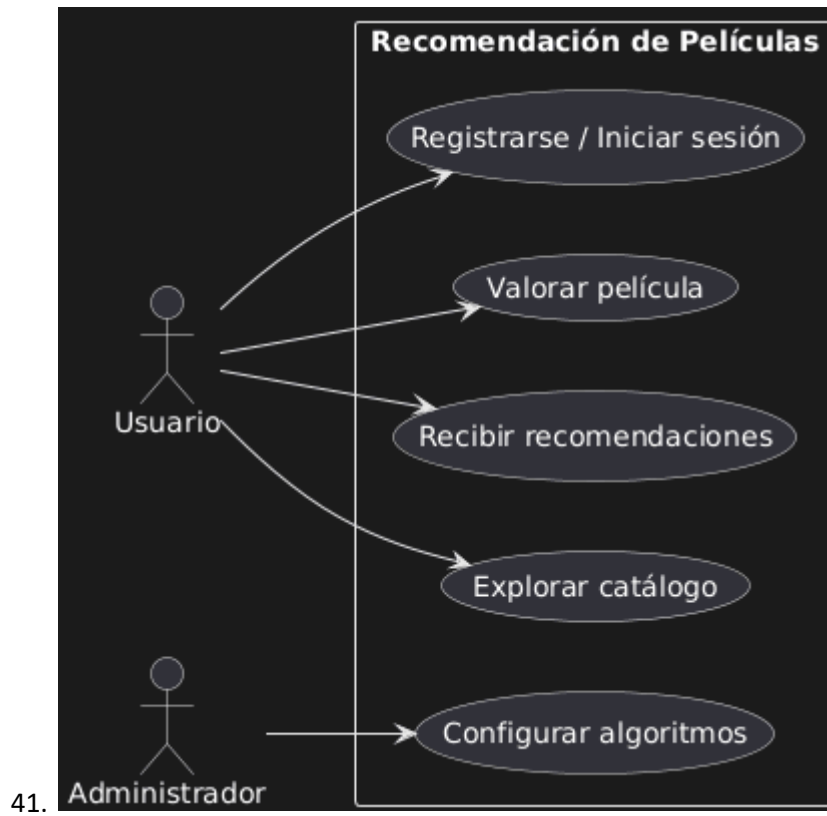 Recomendación de Películas
Registrarse / Iniciar sesión
Valorar película
Usuario
Recibir recomendaciones
Explorar catálogo
Configurar algoritmos
41.
Administrador